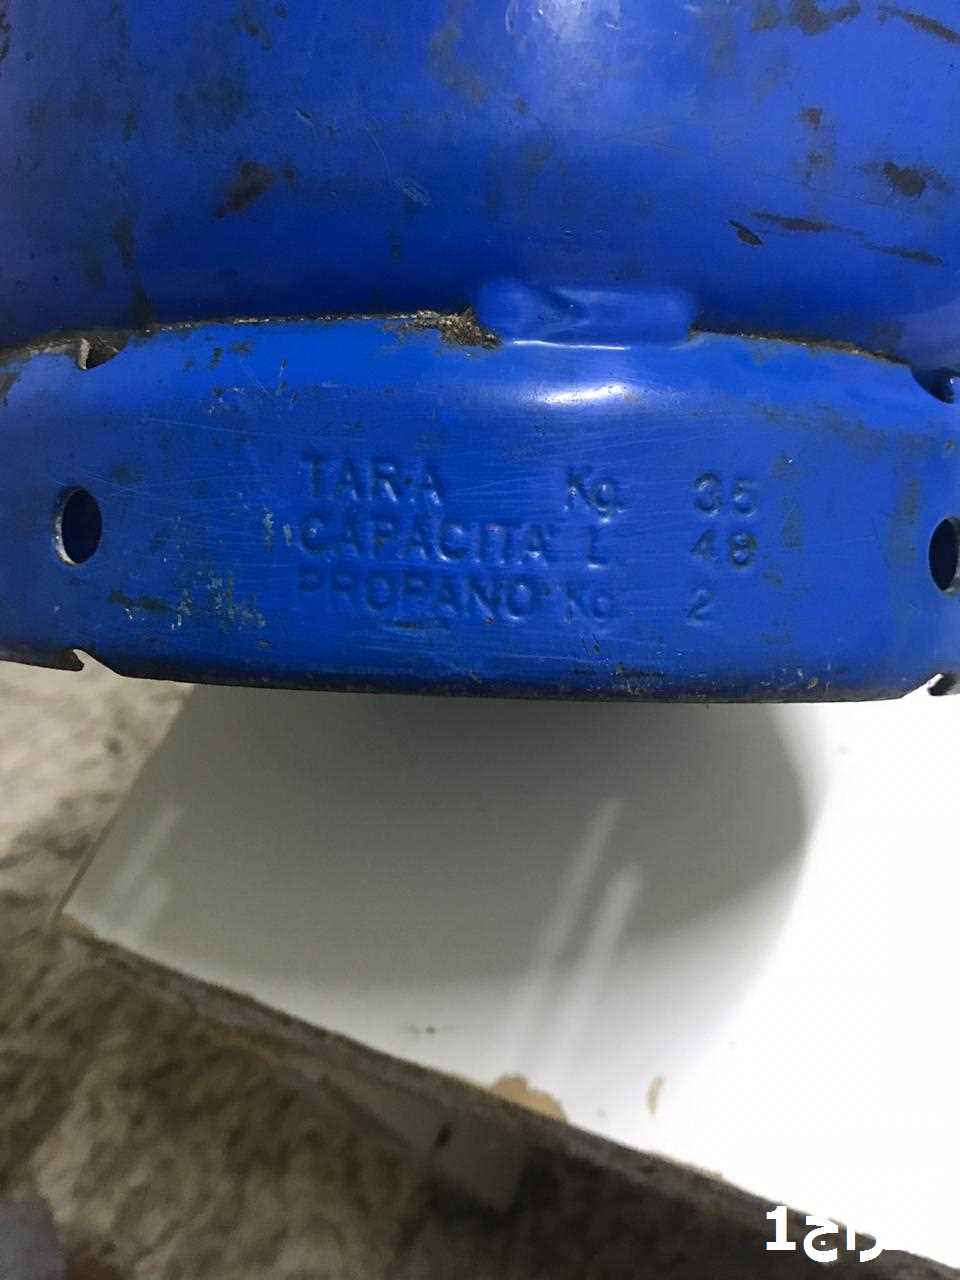 TARA Kg. 35
CAPACITA' L. 48
PROPANO Kg. 2